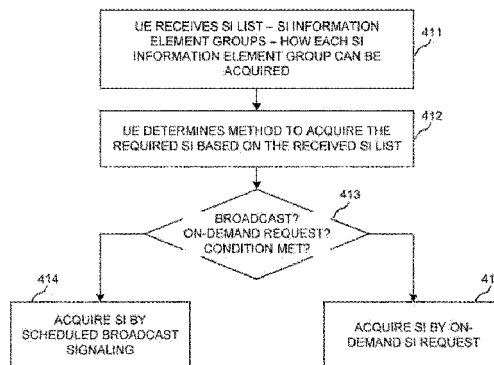 UE RECEIVES SI LIST – SI INFORMATION
ELEMENT GROUPS – HOW EACH SI
INFORMATION ELEMENT GROUP CAN BE
ACQUIRED
411
412
UE DETERMINES METHOD TO ACQUIRE THE
REQUIRED SI BASED ON THE RECEIVED SI LIST
413
BROADCAST?
ON-DEMAND REQUEST?
CONDITION MET?
414
ACQUIRE SI BY
SCHEDULED BROADCAST
SIGNALING
ACQUIRE SI BY ON-
DEMAND SI REQUEST